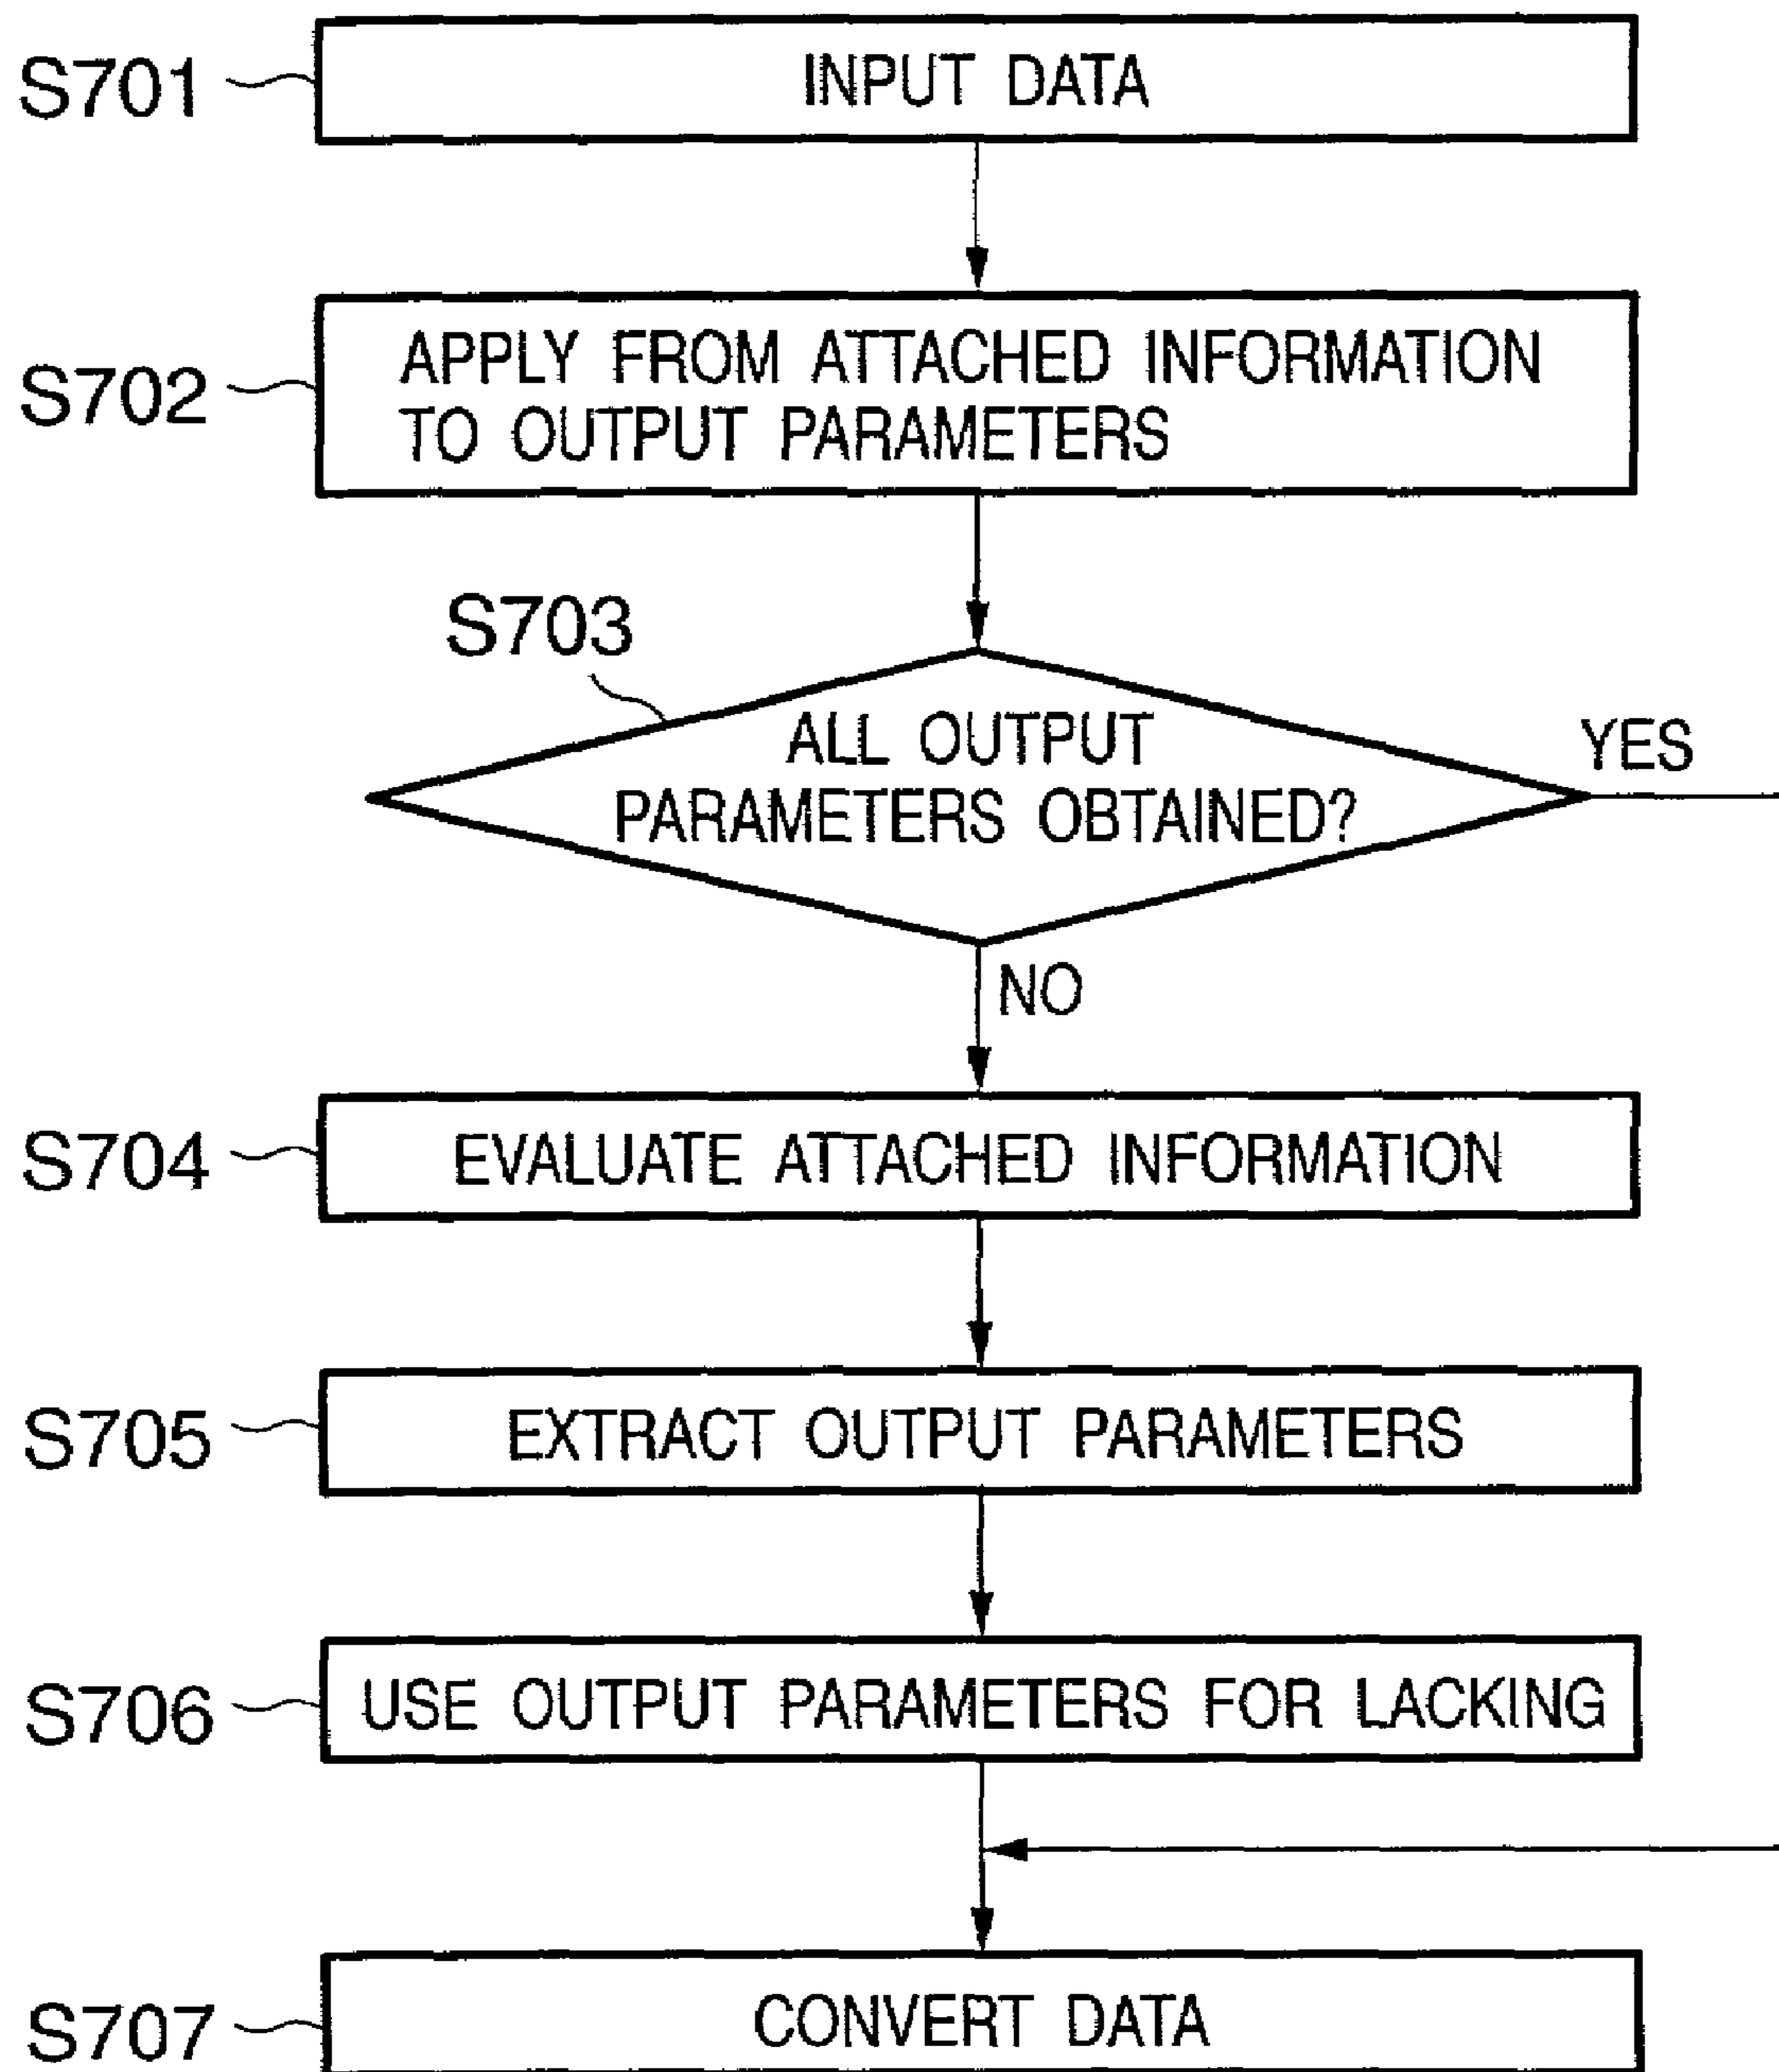 S701
INPUT DATA
S702
APPLY FROM ATTACHED INFORMATION
TO OUTPUT PARAMETERS
S703
ALL OUTPUT
PARAMETERS OBTAINED?
YES
NO
S704
EVALUATE ATTACHED INFORMATION
S705
EXTRACT OUTPUT PARAMETERS
S706
USE OUTPUT PARAMETERS FOR LACKING
S707
CONVERT DATA